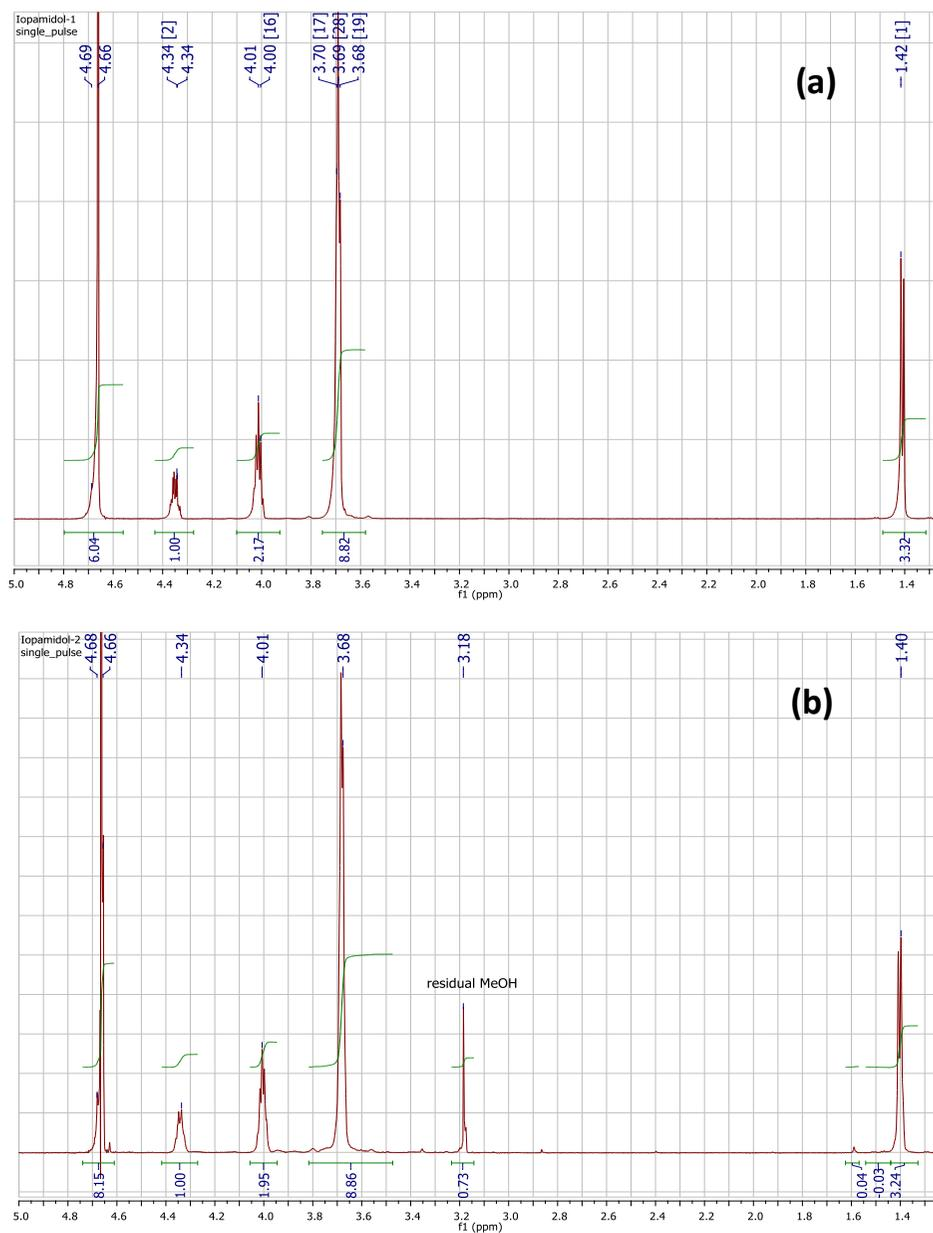 Iopamidol-1
single_pulse
4.69
4.66
4.34 [2]
4.34
4.01
4.00 [16]
3.70 [17]
3.69 [28]
3.68 [19]
1.42 [1]
(a)
6.04
1.00
2.17
8.82
3.32
5.0 4.8 4.6 4.4 4.2 4.0 3.8 3.6 3.4 3.2 3.0 2.8 2.6 2.4 2.2 2.0 1.8 1.6 1.4
f1 (ppm)
Iopamidol-2
single_pulse
4.68
4.66
4.34
4.01
3.68
3.18
1.40
(b)
residual MeOH
8.15
1.00
1.95
8.86
0.73
0.04
-0.03
3.24
5.0 4.8 4.6 4.4 4.2 4.0 3.8 3.6 3.4 3.2 3.0 2.8 2.6 2.4 2.2 2.0 1.8 1.6 1.4
f1 (ppm)